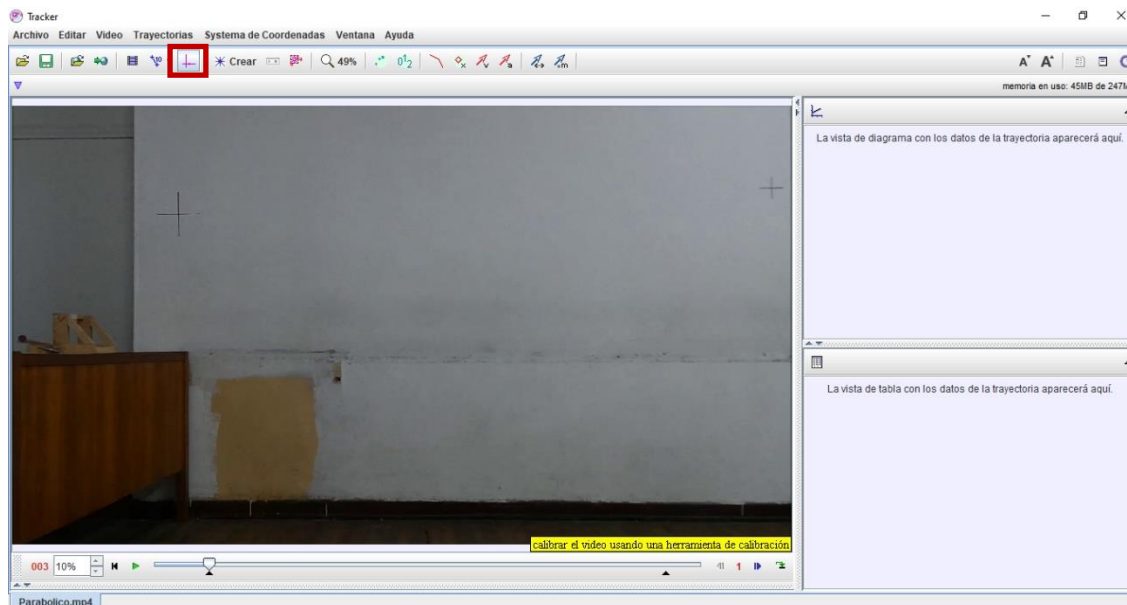 Tracker
Archivo Editar Video Trayectorias Systema de Coordenadas Ventana Ayuda
Crear 49%
memoria en uso: 45MB de 247M
La vista de diagrama con los datos de la trayectoria aparecerá aquí.
La vista de tabla con los datos de la trayectoria aparecerá aquí.
calibrar el video usando una herramienta de calibración
003 10% 1
Parabolico.mp4